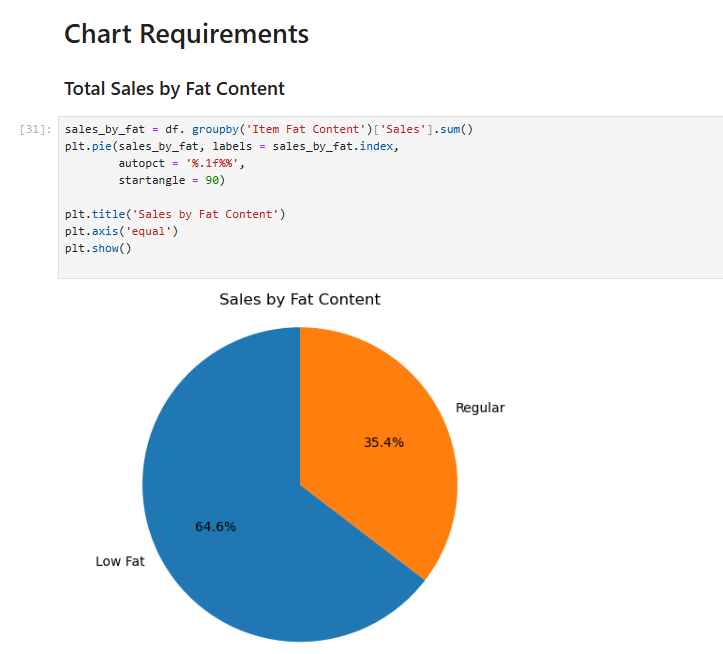 Chart Requirements
Total Sales by Fat Content
[31]:
sales_by_fat = df. groupby('Item Fat Content')['Sales'].sum()
plt.pie(sales_by_fat, labels = sales_by_fat.index,
        autopct = '%.1f%%',
        startangle = 90)
plt.title('Sales by Fat Content')
plt.axis('equal')
plt.show()
Sales by Fat Content
Regular
35.4%
64.6%
Low Fat